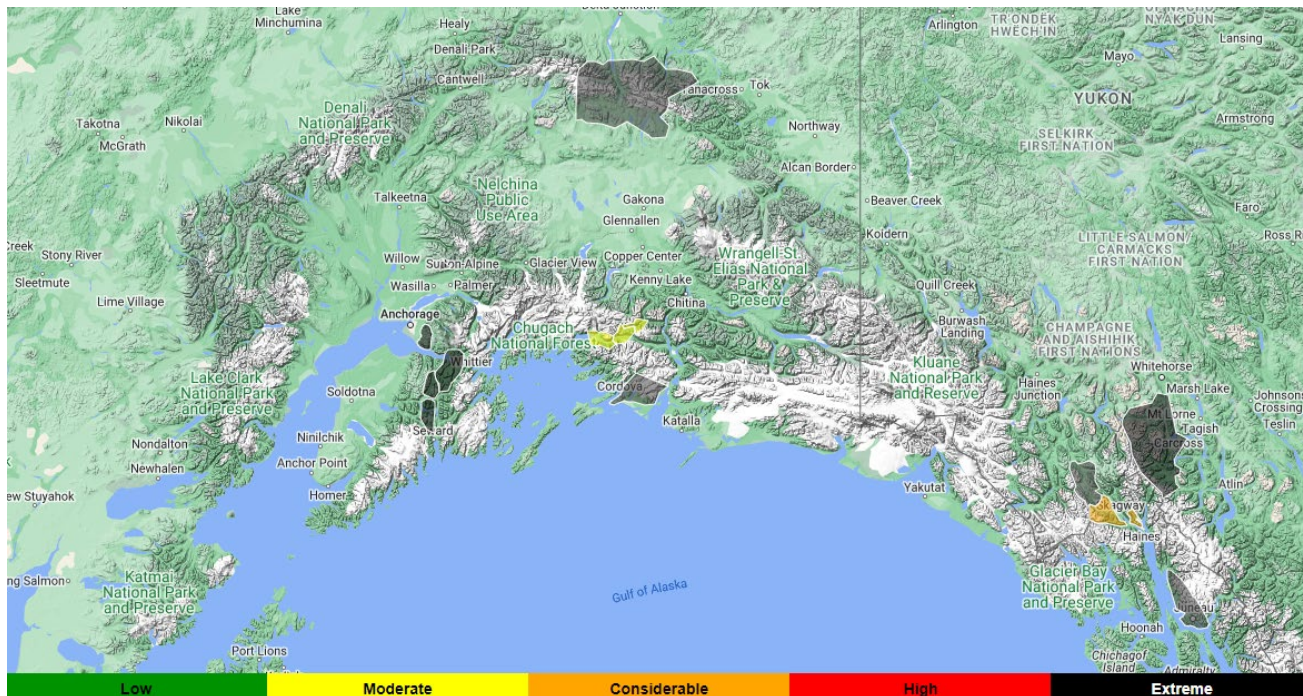 Lake
Minchumina
Healy
Delta Junction
Arlington
TR'ONDËK
HWËCH'IN
NYAK DUN
Lansing
Mayo
Denali Park
Cantwell
Tanacross
Tok
YUKON
Takotna
Nikolai
McGrath
Denali
National Park
and Preserve
Northway
Armstrong
SELKIRK
FIRST NATION
Alcan Border
Talkeetna
Nelchina
Public
Use Area
Gakona
Glennallen
Beaver Creek
Faro
Creek
Stony River
Sleetmute
Lime Village
Willow
Wasilla
Palmer
Anchorage
Sutton-Alpine
Glacier View
Copper Center
Kenny Lake
Chitina
Wrangell-St.
Elias National
Park &
Preserve
Koidern
LITTLE SALMON/
CARMACKS
FIRST NATION
Ross R
Quill Creek
Burwash
Landing
CHAMPAGNE
AND AISHIHIK
FIRST NATIONS
Whitehorse
Chugach
National Forest
Whittier
Lake Clark
National Park
and Preserve
Soldotna
Cordova
Katalla
Kluane
National Park
and Reserve
Haines
Junction
Marsh Lake
Johnsons
Crossing
Mt Lorne
Tagish
Teslin
Carcross
Nondalton
Newhalen
Ninilchik
Seward
Anchor Point
Homer
ew Stuyahok
Yakutat
Atlin
Skagway
Haines
ng Salmon
Katmai
National Park
and Preserve
Gulf of Alaska
Glacier Bay
National Park
and Preserve
Juneau
Hoonah
Port Lions
Chichagof
Island
Admiralty
Low
Moderate
Considerable
High
Extreme